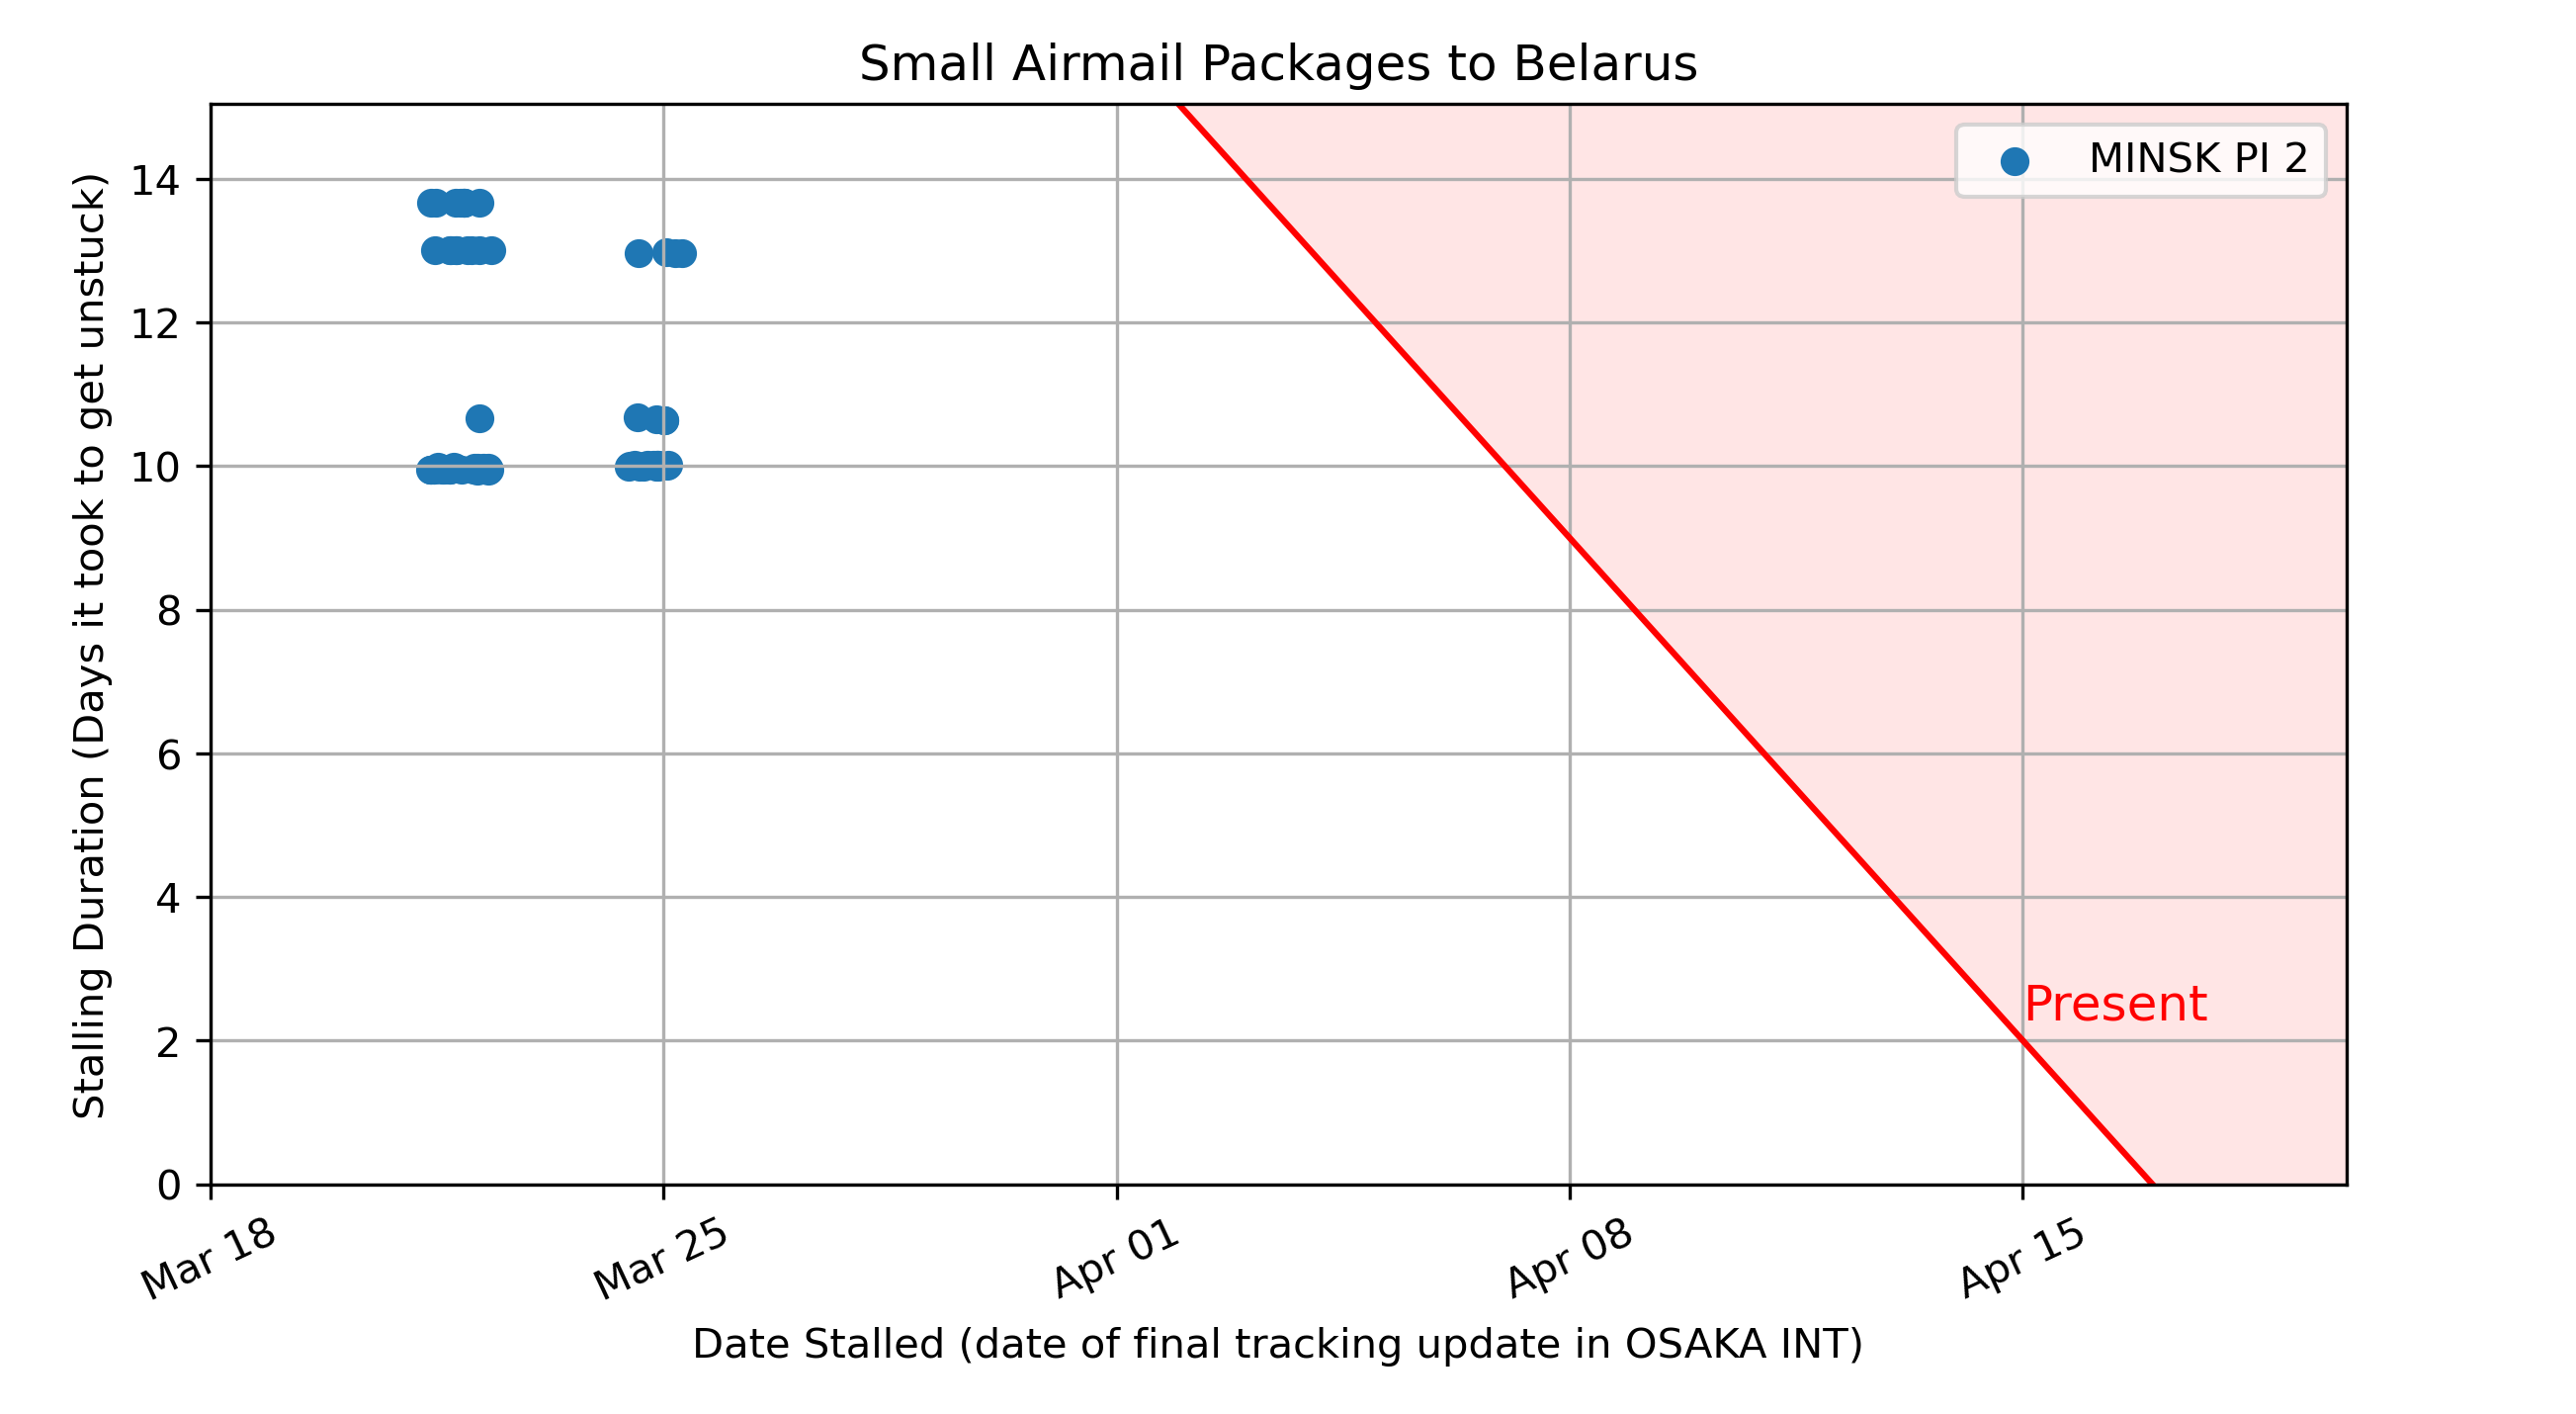 Small Airmail Packages to Belarus
MINSK PI 2
Stalling Duration (Days it took to get unstuck)
14
12
10
8
6
4
2
0
Present
Mar 18
Mar 25
Apr 01
Apr 08
Apr 15
Date Stalled (date of final tracking update in OSAKA INT)